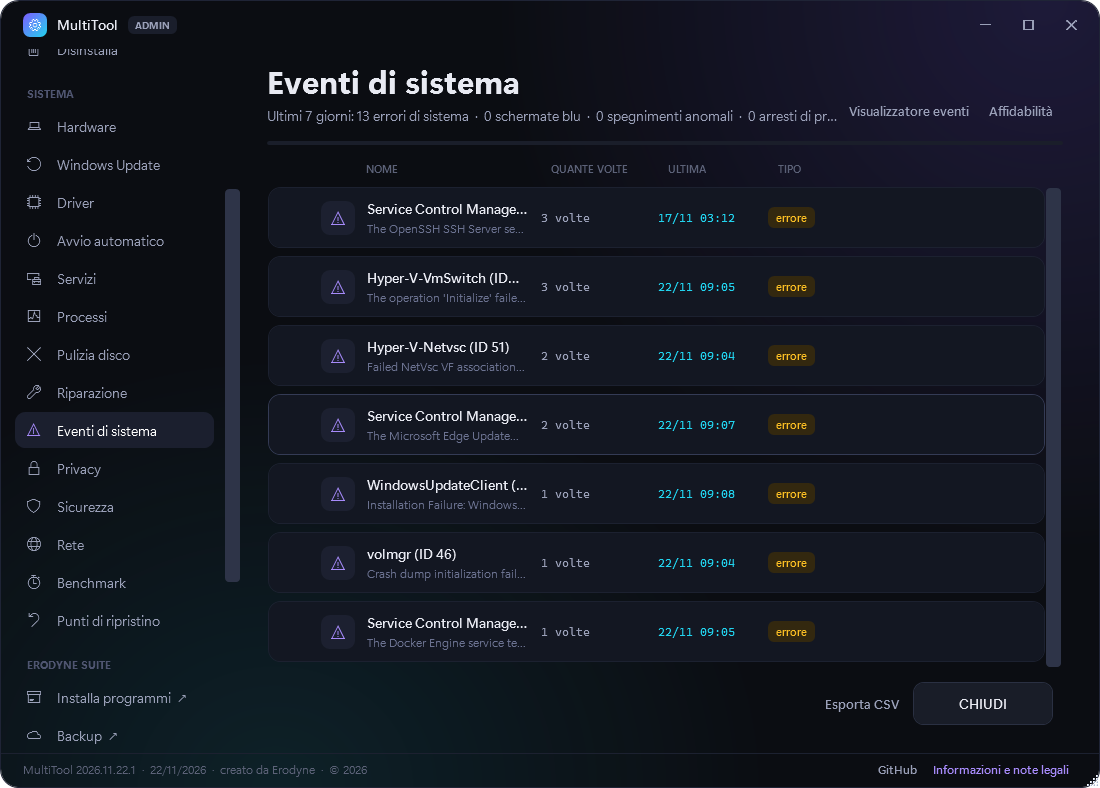 MultiTool ADMIN
Disinstalla
SISTEMA
Hardware
Windows Update
Driver
Avvio automatico
Servizi
Processi
Pulizia disco
Riparazione
Eventi di sistema
Privacy
Sicurezza
Rete
Benchmark
Punti di ripristino
ERODYNE SUITE
Installa programmi ↗
Backup ↗
Eventi di sistema
Ultimi 7 giorni: 13 errori di sistema · 0 schermate blu · 0 spegnimenti anomali · 0 arresti di pr...
Visualizzatore eventi Affidabilità
NOME QUANTE VOLTE ULTIMA TIPO
Service Control Manage... 3 volte 17/11 03:12 errore
The OpenSSH SSH Server se...
Hyper-V-VmSwitch (ID... 3 volte 22/11 09:05 errore
The operation 'Initialize' faile...
Hyper-V-Netvsc (ID 51) 2 volte 22/11 09:04 errore
Failed NetVsc VF association...
Service Control Manage... 2 volte 22/11 09:07 errore
The Microsoft Edge Update...
WindowsUpdateClient (... 1 volte 22/11 09:08 errore
Installation Failure: Windows...
volmgr (ID 46) 1 volte 22/11 09:04 errore
Crash dump initialization fail...
Service Control Manage... 1 volte 22/11 09:05 errore
The Docker Engine service te...
Esporta CSV CHIUDI
MultiTool 2026.11.22.1 · 22/11/2026 · creato da Erodyne · © 2026
GitHub Informazioni e note legali